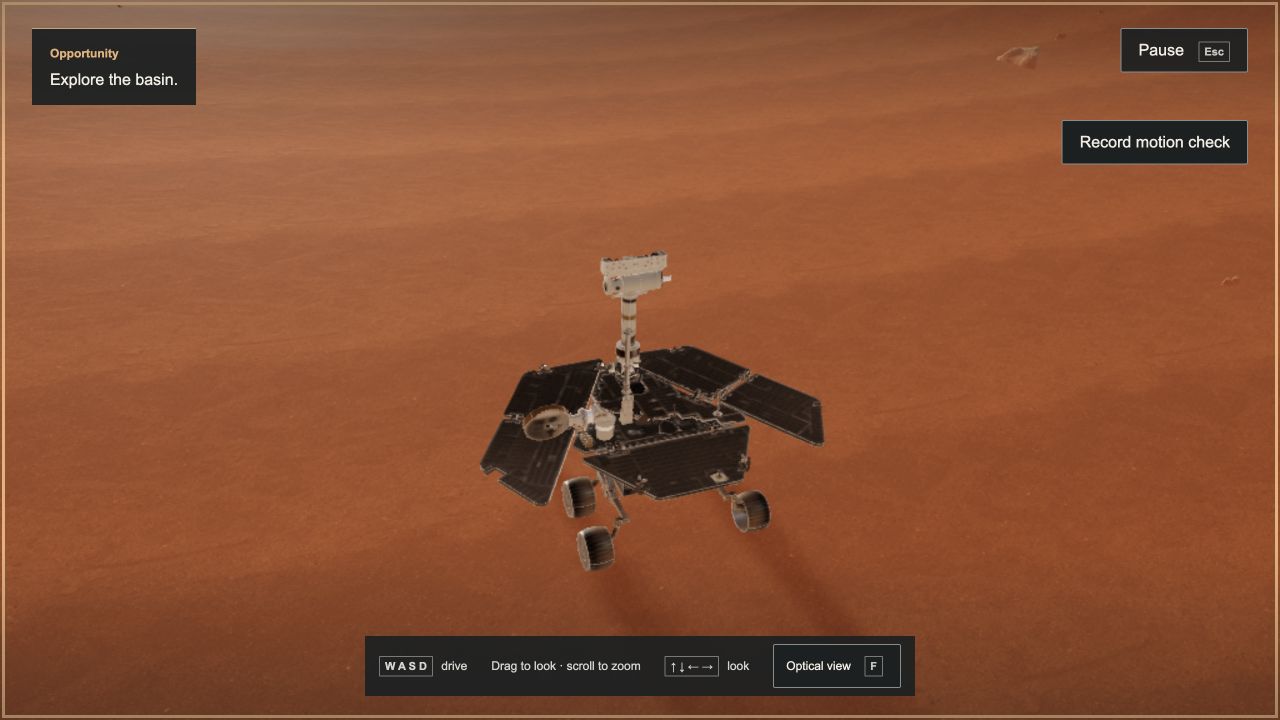 Opportunity
Explore the basin.
Pause Esc
Record motion check
W A S D drive Drag to look · scroll to zoom ↑↓←→ look Optical view F